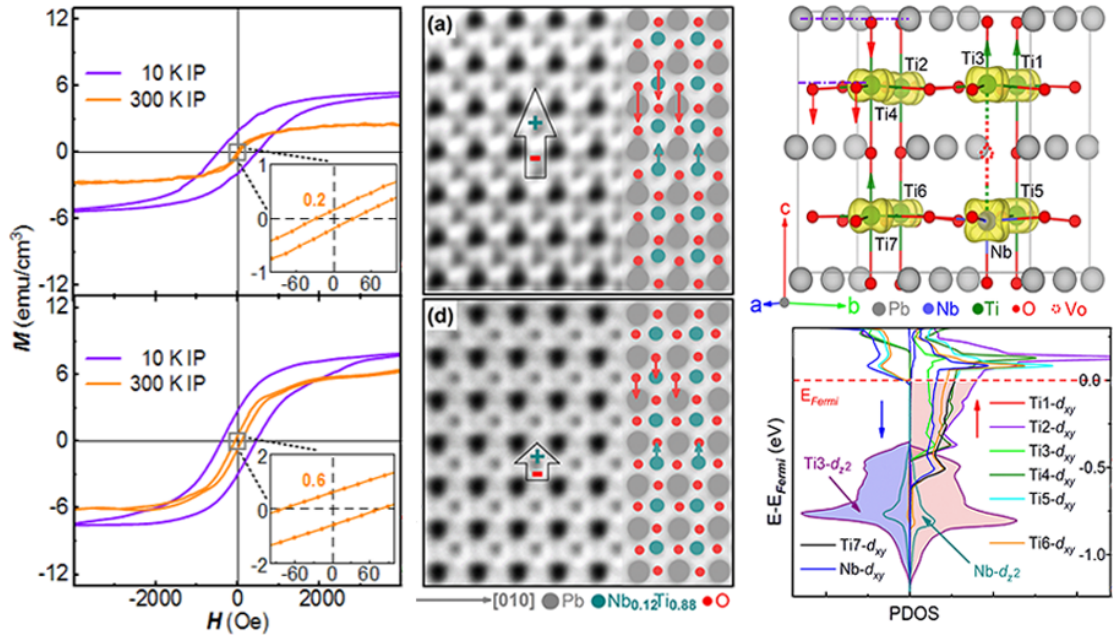 12
6
0
-6
-12
10 K IP
300 K IP
1
0.2
0
-1
-60 0 60
M (emu/cm³)
12
6
0
-6
-12
10 K IP
300 K IP
2
0.6
0
-2
-60 0 60
-2000 0 2000
H (Oe)
(a)
+
-
(d)
+
-
[010] Pb Nb0.12Ti0.88 O
Ti3 Ti1
Ti2
Ti4
Ti6 Ti5
Ti7 Nb
c
a b
Pb Nb Ti O Vo
EFermi
0.0
-0.5
-1.0
E-EFermi (eV)
Ti1-dxy
Ti2-dxy
Ti3-dxy
Ti4-dxy
Ti5-dxy
Ti6-dxy
Ti3-dz2
Ti7-dxy
Nb-dxy
Nb-dz2
PDOS